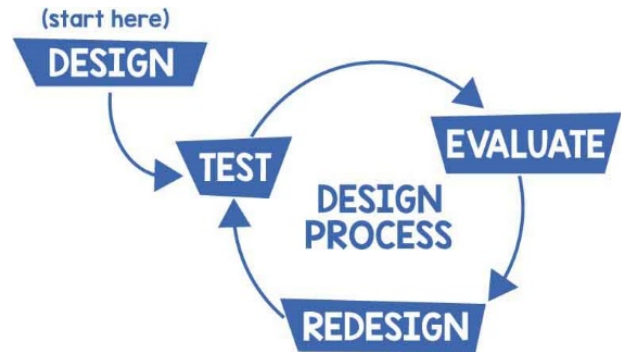 (start here)
DESIGN
TEST
EVALUATE
DESIGN
PROCESS
REDESIGN